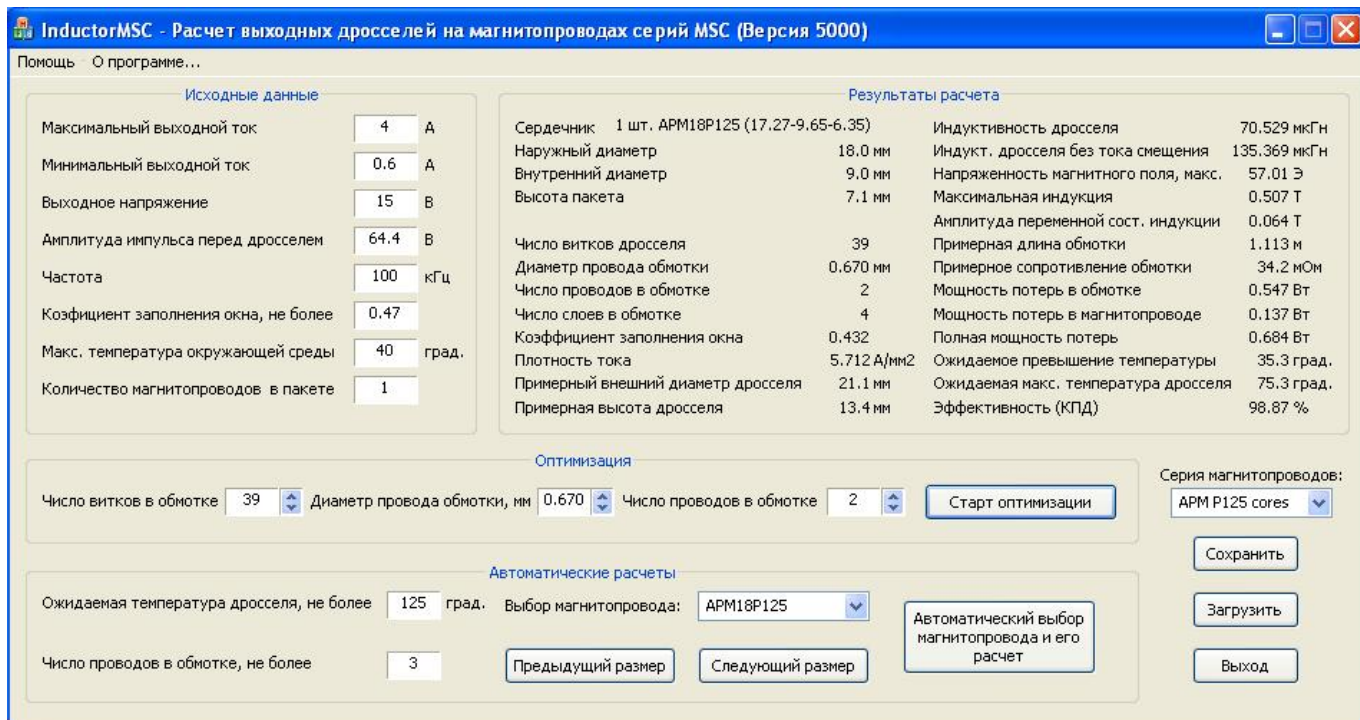 InductorMSC - Расчет выходных дросселей на магнитопроводах серий MSC (Версия 5000)
Помощь О программе...
Исходные данные
Максимальный выходной ток 4 А
Минимальный выходной ток 0.6 А
Выходное напряжение 15 В
Амплитуда импульса перед дросселем 64.4 В
Частота 100 кГц
Коэфициент заполнения окна, не более 0.47
Макс. температура окружающей среды 40 град.
Количество магнитопроводов в пакете 1
Результаты расчета
Сердечник 1 шт. APM18P125 (17.27-9.65-6.35)
Наружный диаметр 18.0 мм
Внутренний диаметр 9.0 мм
Высота пакета 7.1 мм
Число витков дросселя 39
Диаметр провода обмотки 0.670 мм
Число проводов в обмотке 2
Число слоев в обмотке 4
Коэффициент заполнения окна 0.432
Плотность тока 5.712 А/мм2
Примерный внешний диаметр дросселя 21.1 мм
Примерная высота дросселя 13.4 мм
Индуктивность дросселя 70.529 мкГн
Индукт. дросселя без тока смещения 135.369 мкГн
Напряженность магнитного поля, макс. 57.01 Э
Максимальная индукция 0.507 Т
Амплитуда переменной сост. индукции 0.064 Т
Примерная длина обмотки 1.113 м
Примерное сопротивление обмотки 34.2 мОм
Мощность потерь в обмотке 0.547 Вт
Мощность потерь в магнитопроводе 0.137 Вт
Полная мощность потерь 0.684 Вт
Ожидаемое превышение температуры 35.3 град.
Ожидаемая макс. температура дросселя 75.3 град.
Эффективность (КПД) 98.87 %
Оптимизация
Число витков в обмотке 39 Диаметр провода обмотки, мм 0.670 Число проводов в обмотке 2 Старт оптимизации
Серия магнитопроводов:
APM P125 cores
Сохранить
Загрузить
Выход
Автоматические расчеты
Ожидаемая температура дросселя, не более 125 град. Выбор магнитопровода: APM18P125
Число проводов в обмотке, не более 3 Предыдущий размер Следующий размер
Автоматический выбор
магнитопровода и его
расчет